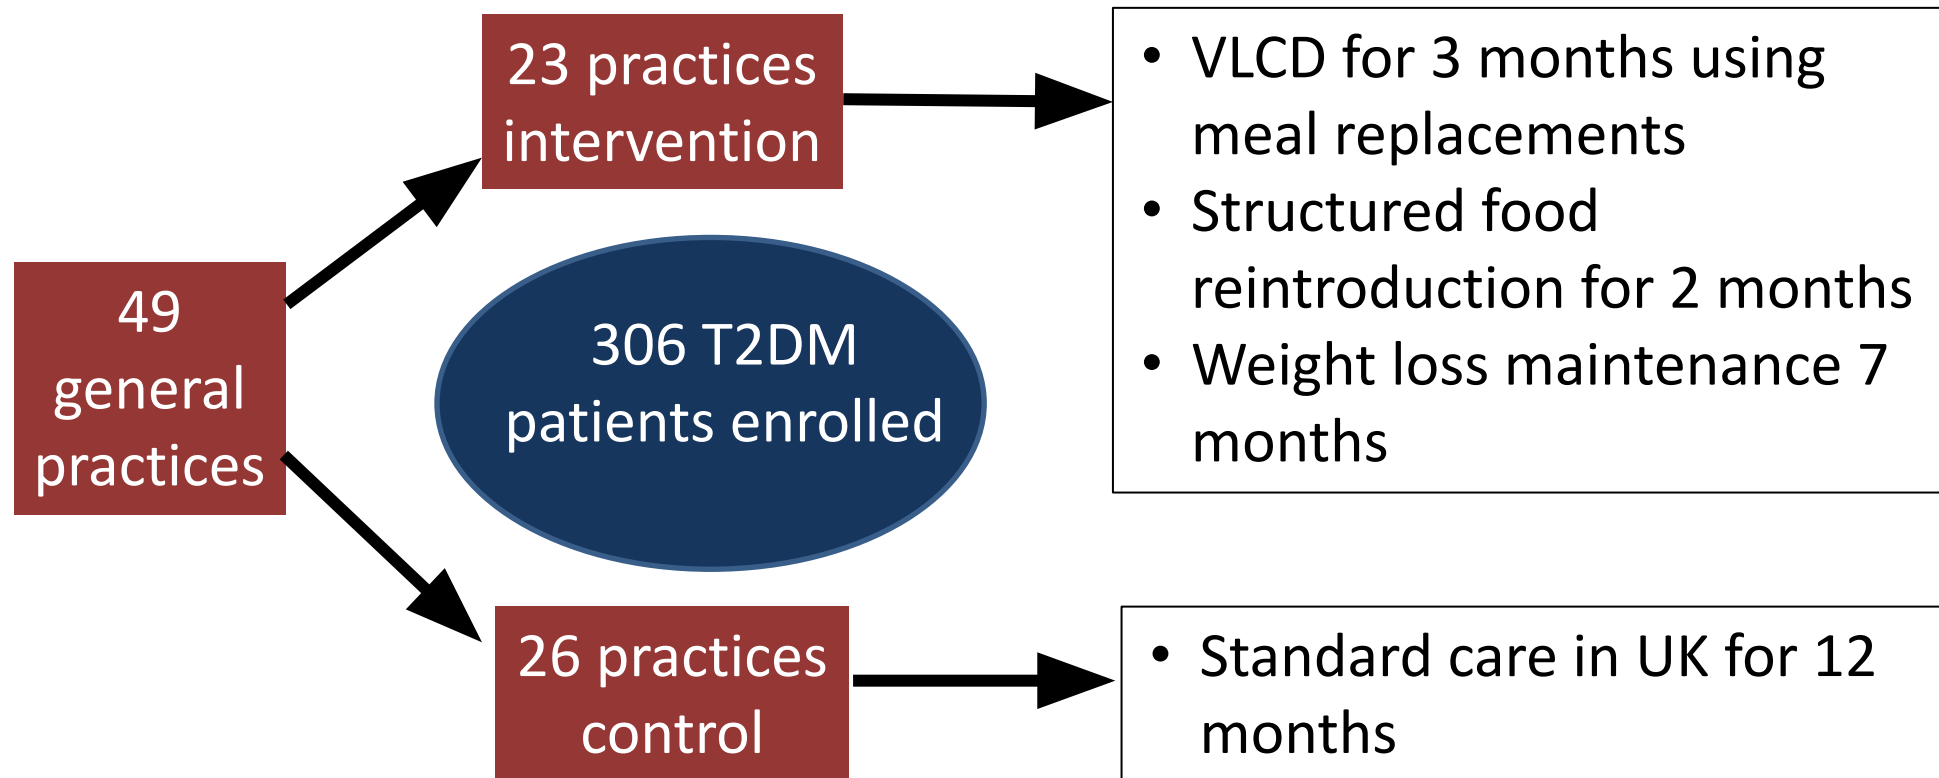 49
general
practices
23 practices
intervention
306 T2DM
patients enrolled
26 practices
control
• VLCD for 3 months using
meal replacements
• Structured food
reintroduction for 2 months
• Weight loss maintenance 7
months
• Standard care in UK for 12
months